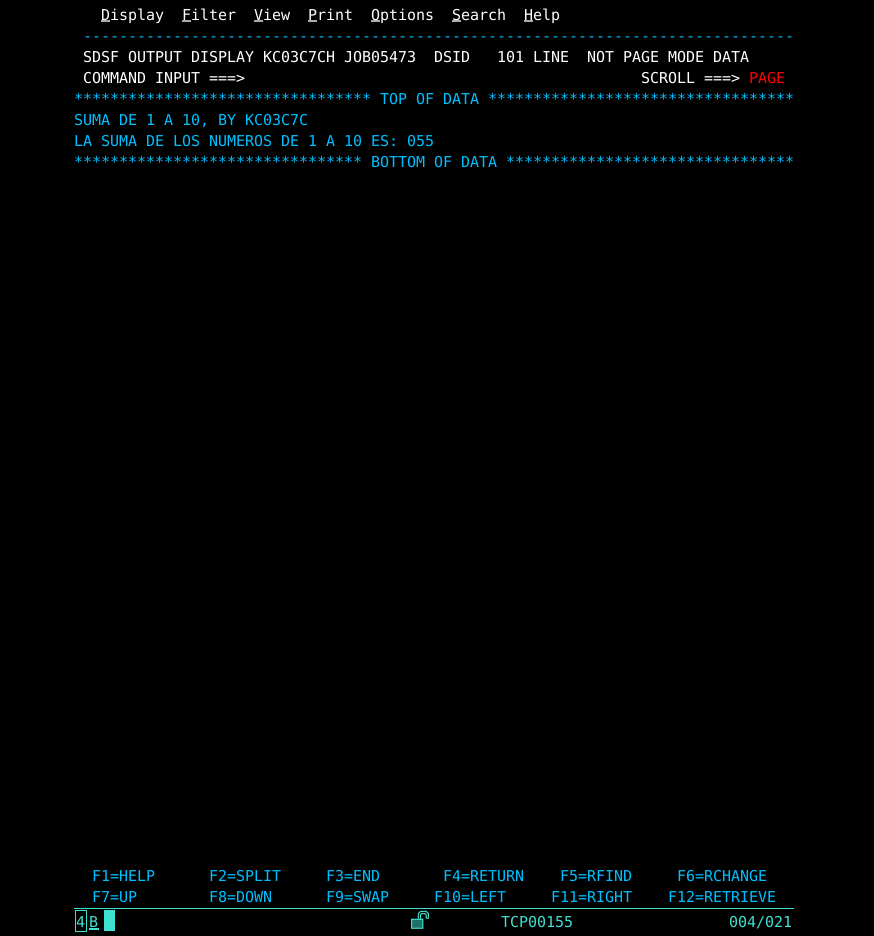 Display  Filter  View  Print  Options  Search  Help
-------------------------------------------------------------------------------
SDSF OUTPUT DISPLAY KC03C7CH JOB05473  DSID   101 LINE  NOT PAGE MODE DATA
COMMAND INPUT ===>                                            SCROLL ===> PAGE
********************************* TOP OF DATA **********************************
SUMA DE 1 A 10, BY KC03C7C
LA SUMA DE LOS NUMEROS DE 1 A 10 ES: 055
******************************** BOTTOM OF DATA ********************************
F1=HELP      F2=SPLIT     F3=END       F4=RETURN    F5=RFIND     F6=RCHANGE
F7=UP        F8=DOWN      F9=SWAP     F10=LEFT     F11=RIGHT    F12=RETRIEVE
4B TCP00155 004/021